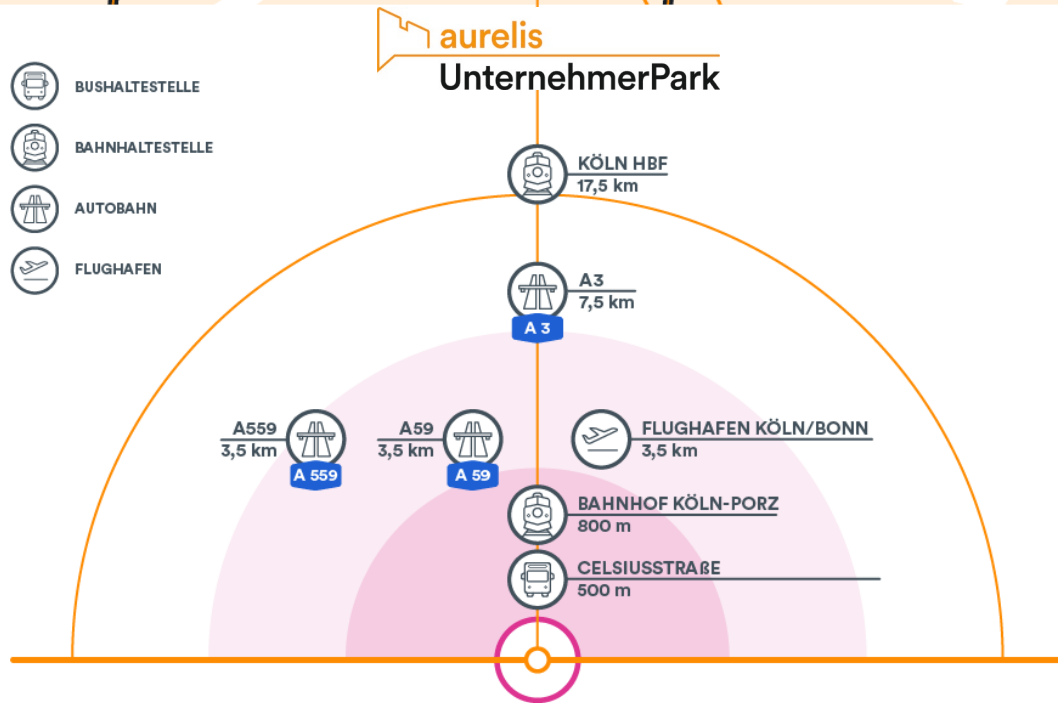 aurelis
UnternehmerPark
BUSHALTESTELLE
BAHNHALTESTELLE
AUTOBAHN
FLUGHAFEN
KÖLN HBF
17,5 km
A3
7,5 km
A 3
A559
3,5 km
A 559
A59
3,5 km
A 59
FLUGHAFEN KÖLN/BONN
3,5 km
BAHNHOF KÖLN-PORZ
800 m
CELSIUSSTRAßE
500 m